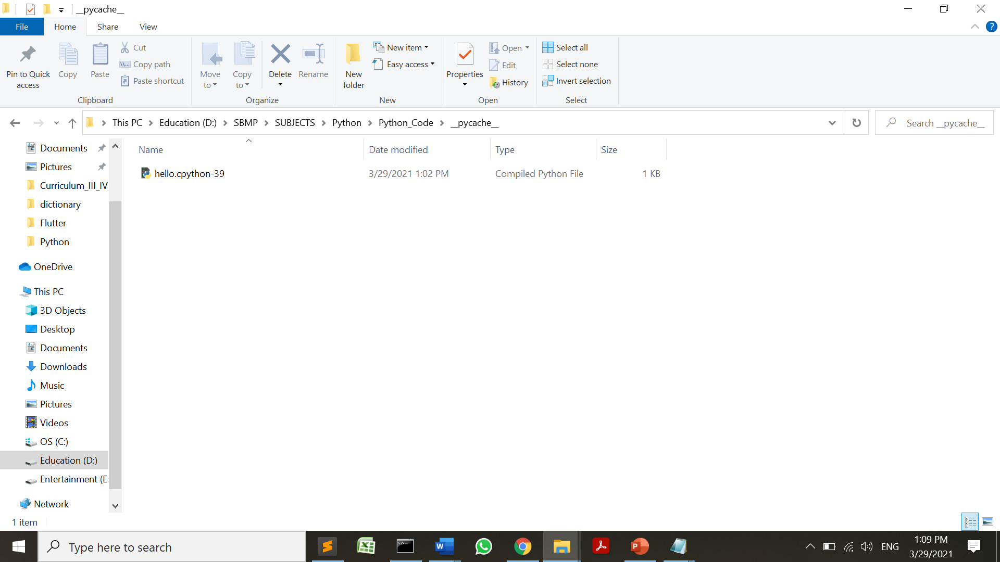 __pycache__
File Home Share View
Pin to Quick access
Copy
Paste
Cut
Copy path
Paste shortcut
Clipboard
Move to
Copy to
Delete
Rename
Organize
New folder
New item
Easy access
New
Properties
Open
Edit
History
Open
Select all
Select none
Invert selection
Select
This PC Education (D:) SBMP SUBJECTS Python Python_Code __pycache__
Search __pycache__
Name Date modified Type Size
hello.cpython-39 3/29/2021 1:02 PM Compiled Python File 1 KB
Documents
Pictures
Curriculum_III_IV_
dictionary
Flutter
Python
OneDrive
This PC
3D Objects
Desktop
Documents
Downloads
Music
Pictures
Videos
OS (C:)
Education (D:)
Entertainment (E:
Network
1 item
Type here to search
ENG
1:09 PM
3/29/2021